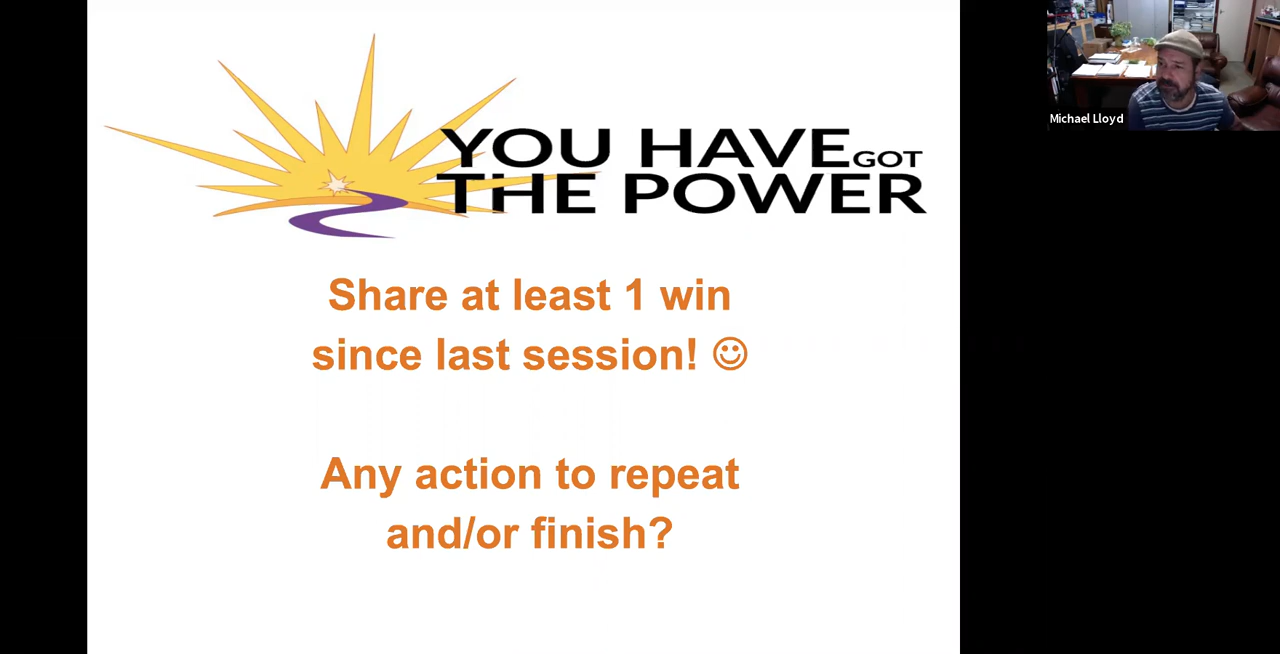 YOU HAVE GOT
THE POWER
Michael Lloyd
Share at least 1 win
since last session! ☺
Any action to repeat
and/or finish?